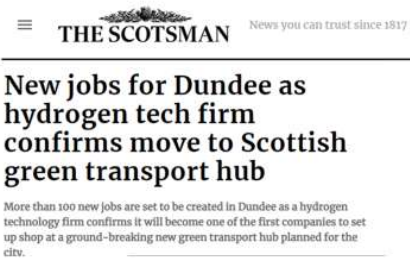 THE SCOTSMAN
News you can trust since 1817
New jobs for Dundee as
hydrogen tech firm
confirms move to Scottish
green transport hub
More than 100 new jobs are set to be created in Dundee as a hydrogen
technology firm confirms it will become one of the first companies to set
up shop at a ground-breaking new green transport hub planned for the
city.